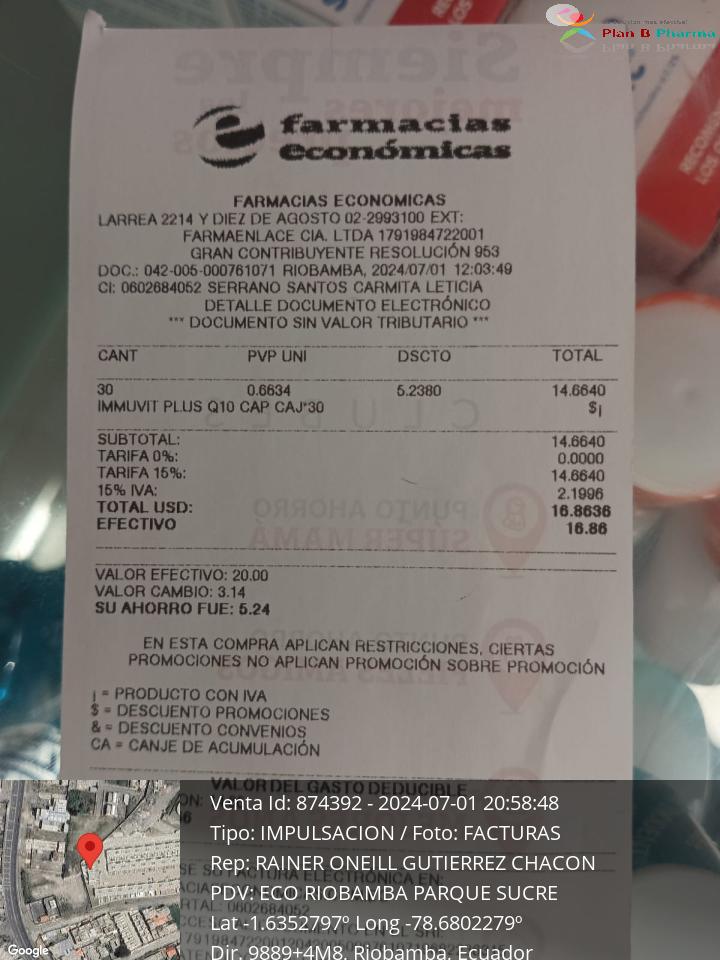 Plan B Pharma
farmacias
económicas
FARMACIAS ECONOMICAS
LARREA 2214 Y DIEZ DE AGOSTO 02-2993100 EXT:
FARMAENLACE CIA. LTDA 1791984722001
GRAN CONTRIBUYENTE RESOLUCIÓN 953
DOC.: 042-005-000761071 RIOBAMBA, 2024/07/01 12:03:49
CI: 0602684052 SERRANO SANTOS CARMITA LETICIA
DETALLE DOCUMENTO ELECTRÓNICO
*** DOCUMENTO SIN VALOR TRIBUTARIO ***
CANT PVP UNI DSCTO TOTAL
30 0.6634 5.2380 14.6640
IMMUVIT PLUS Q10 CAP CAJ*30 $¡
SUBTOTAL: 14.6640
TARIFA 0%: 0.0000
TARIFA 15%: 14.6640
15% IVA: 2.1996
TOTAL USD: 16.8636
EFECTIVO 16.86
VALOR EFECTIVO: 20.00
VALOR CAMBIO: 3.14
SU AHORRO FUE: 5.24
EN ESTA COMPRA APLICAN RESTRICCIONES, CIERTAS
PROMOCIONES NO APLICAN PROMOCIÓN SOBRE PROMOCIÓN
¡ = PRODUCTO CON IVA
$ = DESCUENTO PROMOCIONES
& = DESCUENTO CONVENIOS
CA = CANJE DE ACUMULACIÓN
VALOR DEL GASTO DEDUCIBLE
Venta Id: 874392 - 2024-07-01 20:58:48
Tipo: IMPULSACION / Foto: FACTURAS
Rep: RAINER ONEILL GUTIERREZ CHACON
PDV: ECO RIOBAMBA PARQUE SUCRE
Lat -1.6352797º Long -78.6802279º
Dir. 9889+4M8, Riobamba, Ecuador
Google